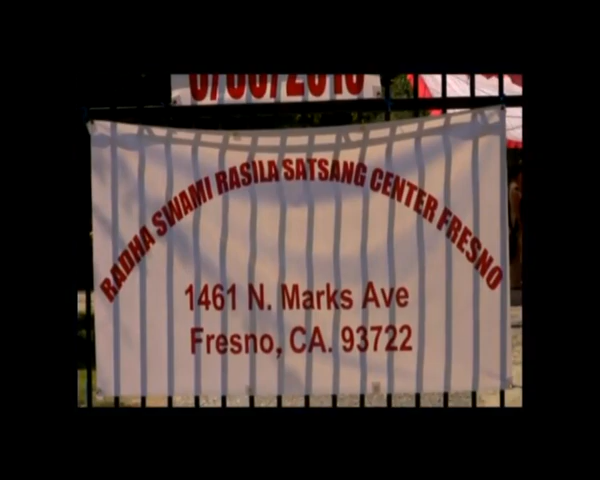 RADHA SWAMI RASILA SATSANG CENTER FRESNO
1461 N. Marks Ave
Fresno, CA. 93722